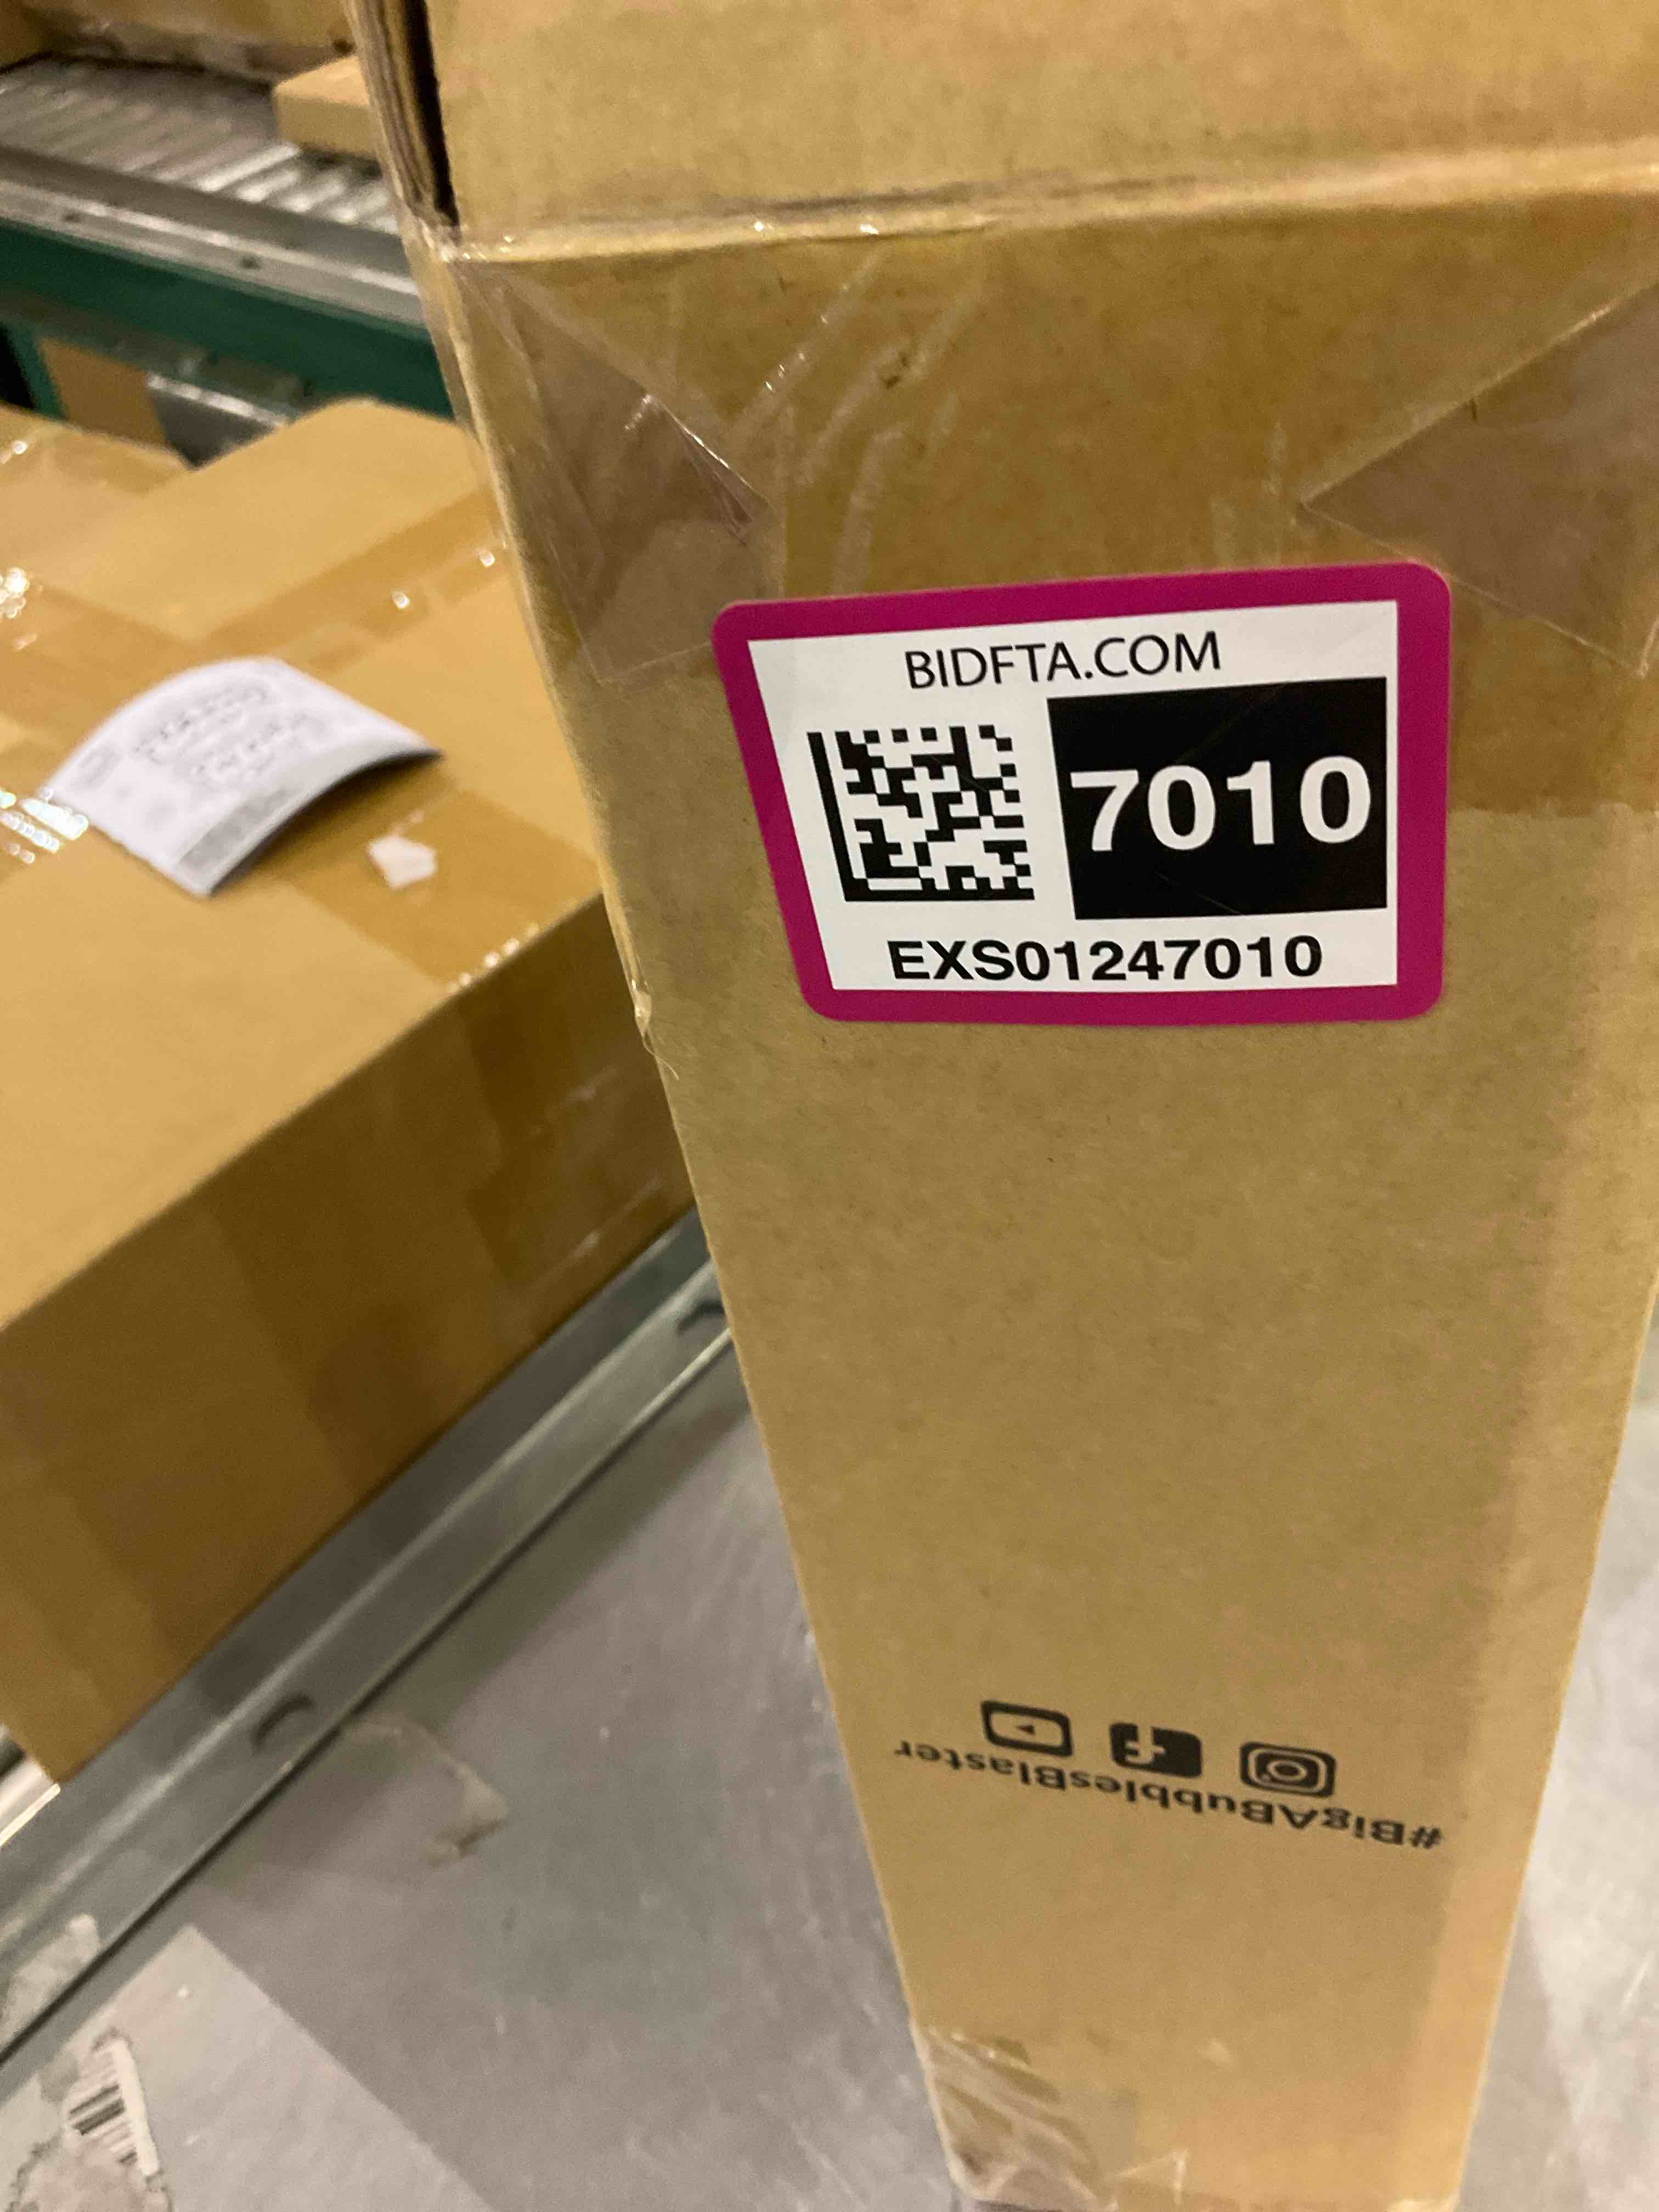 BIDFTA.COM
7010
EXS01247010
#BigABubblesBlaster